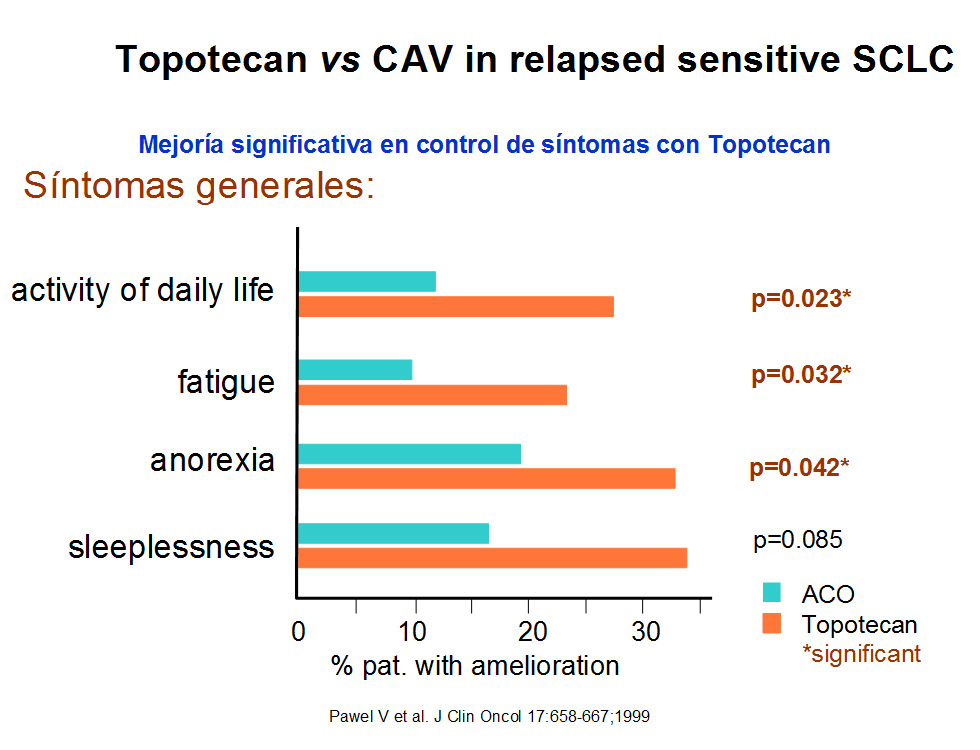 Topotecan vs CAV in relapsed sensitive SCLC
Mejoría significativa en control de síntomas con Topotecan
Síntomas generales:
activity of daily life
p=0.023*
fatigue
p=0.032*
anorexia
p=0.042*
sleeplessness
p=0.085
ACO
Topotecan
*significant
0 10 20 30
% pat. with amelioration
Pawel V et al. J Clin Oncol 17:658-667;1999